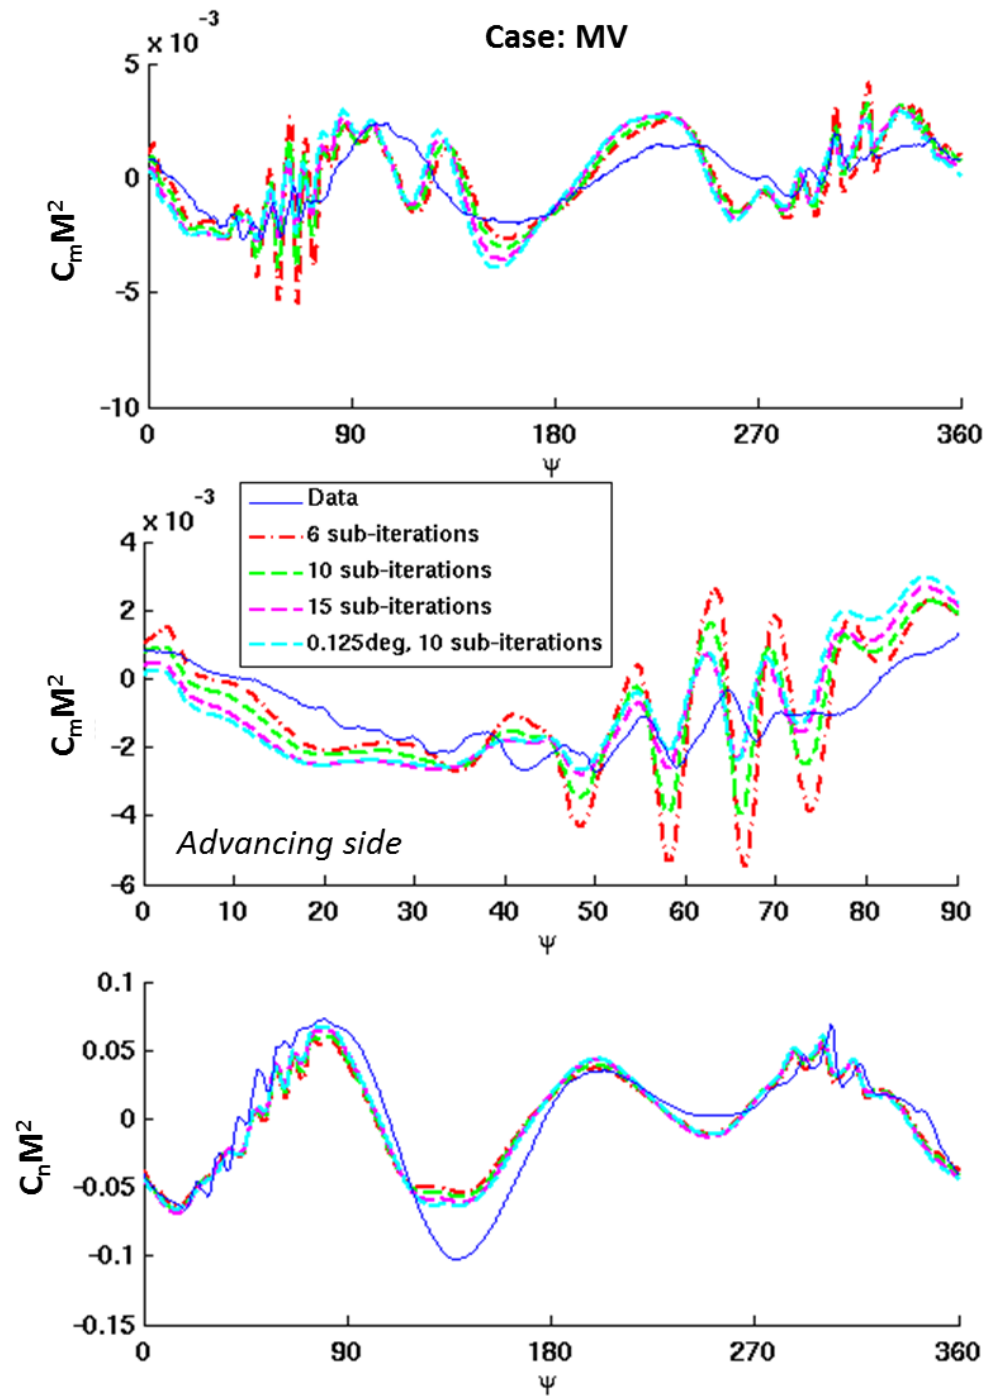 Case: MV
x 10⁻³
5
0
-5
-10
CₘM²
0 90 180 270 360
ψ
x 10⁻³
4
2
0
-2
-4
-6
CₘM²
Data
6 sub-iterations
10 sub-iterations
15 sub-iterations
0.125deg, 10 sub-iterations
Advancing side
0 10 20 30 40 50 60 70 80 90
ψ
0.1
0.05
0
-0.05
-0.1
-0.15
CₙM²
0 90 180 270 360
ψ